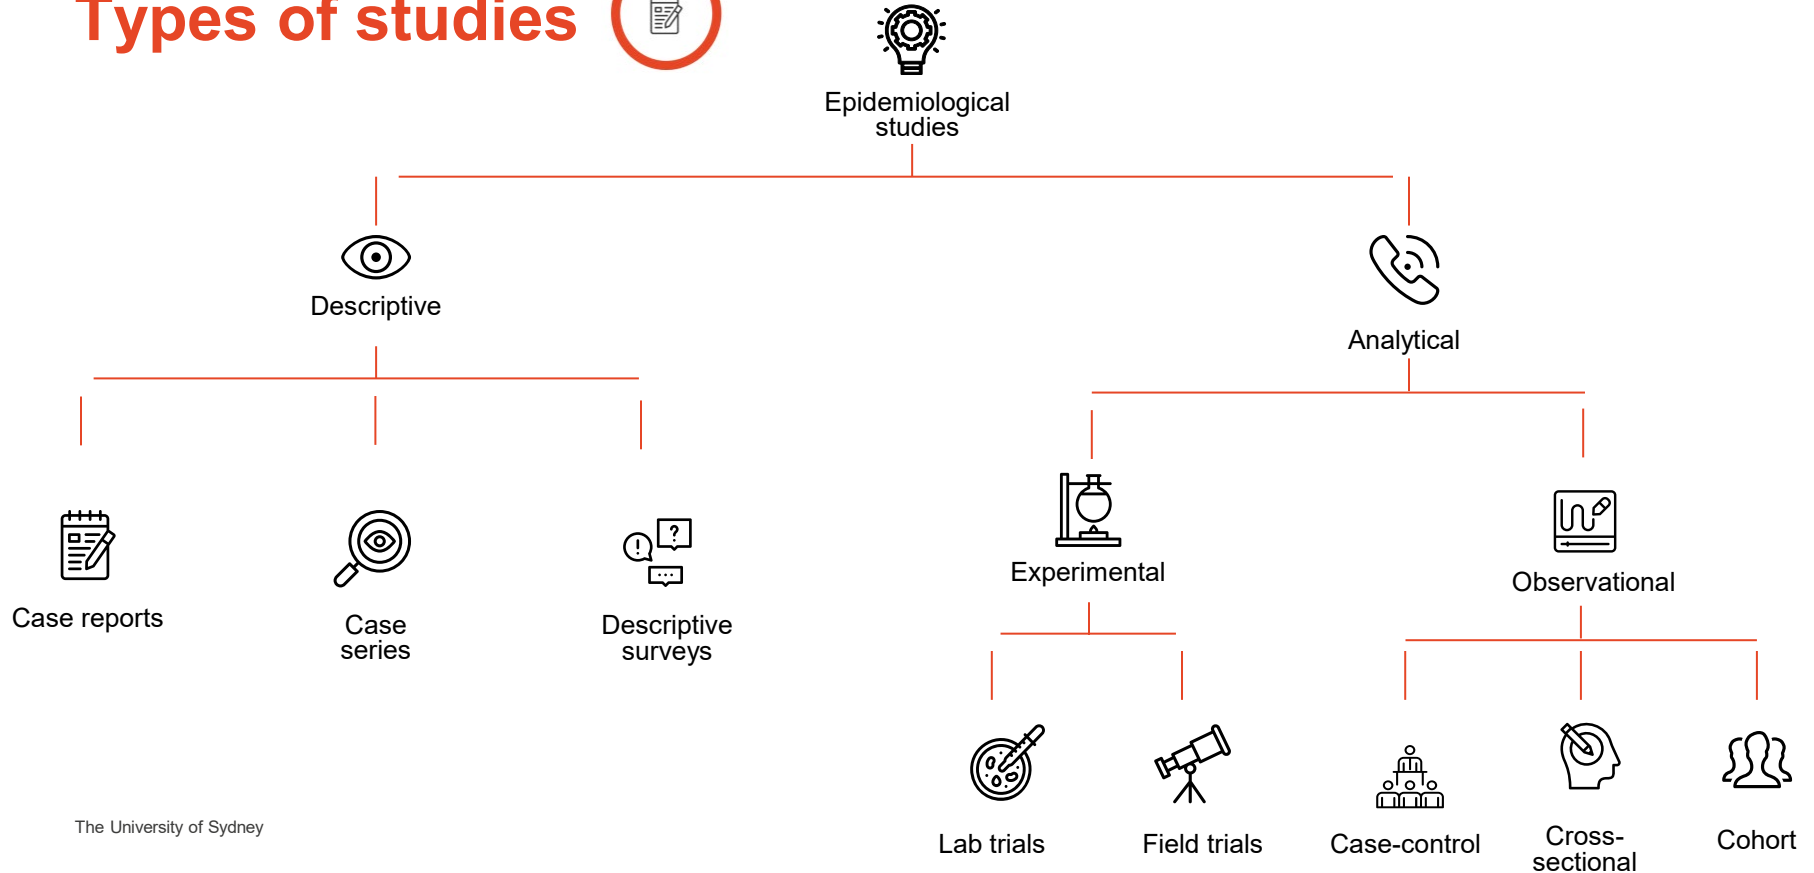 Types of studies
Epidemiological
studies
Descriptive
Analytical
Case reports
Case
series
Descriptive
surveys
Experimental
Observational
Lab trials
Field trials
Case-control
Cross-
sectional
Cohort
The University of Sydney